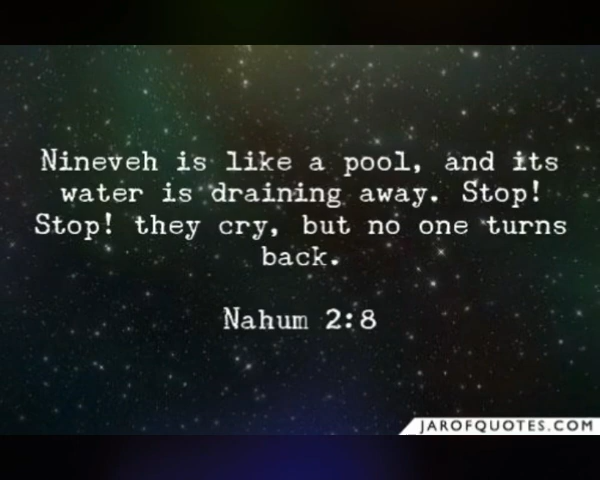 Nineveh is like a pool, and its
water is draining away. Stop!
Stop! they cry, but no one turns
back.
Nahum 2:8
JAROFQUOTES.COM